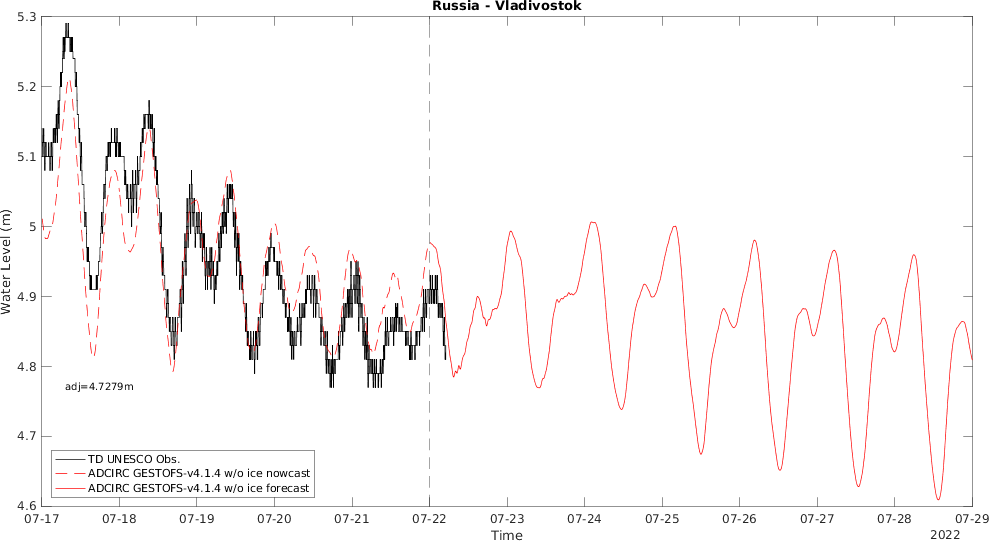 Russia - Vladivostok
5.3
5.2
5.1
5
4.9
4.8
4.7
4.6
Water Level (m)
adj=4.7279m
TD UNESCO Obs.
ADCIRC GESTOFS-v4.1.4 w/o ice nowcast
ADCIRC GESTOFS-v4.1.4 w/o ice forecast
07-17 07-18 07-19 07-20 07-21 07-22 07-23 07-24 07-25 07-26 07-27 07-28 07-29
Time
2022